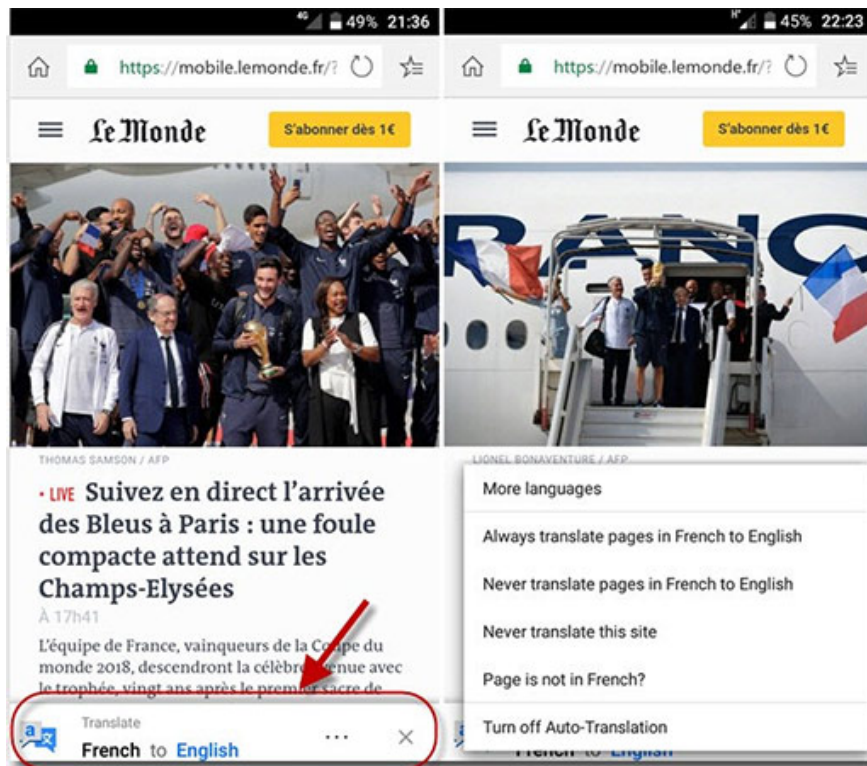 4G 49% 21:36
https://mobile.lemonde.fr/?
Le Monde
S'abonner dès 1€
THOMAS SAMSON / AFP
• LIVE Suivez en direct l'arrivée
des Bleus à Paris : une foule
compacte attend sur les
Champs-Elysées
À 17h41
L'équipe de France, vainqueurs de la Coupe du
monde 2018, descendront la célèbre avenue avec
le trophée, vingt ans après le premier sacre de
Translate
French to English
H+ 45% 22:23
https://mobile.lemonde.fr/?
Le Monde
S'abonner dès 1€
RANC
LIONEL BONAVENTURE / AFP
More languages
Always translate pages in French to English
Never translate pages in French to English
Never translate this site
Page is not in French?
Turn off Auto-Translation
French to English